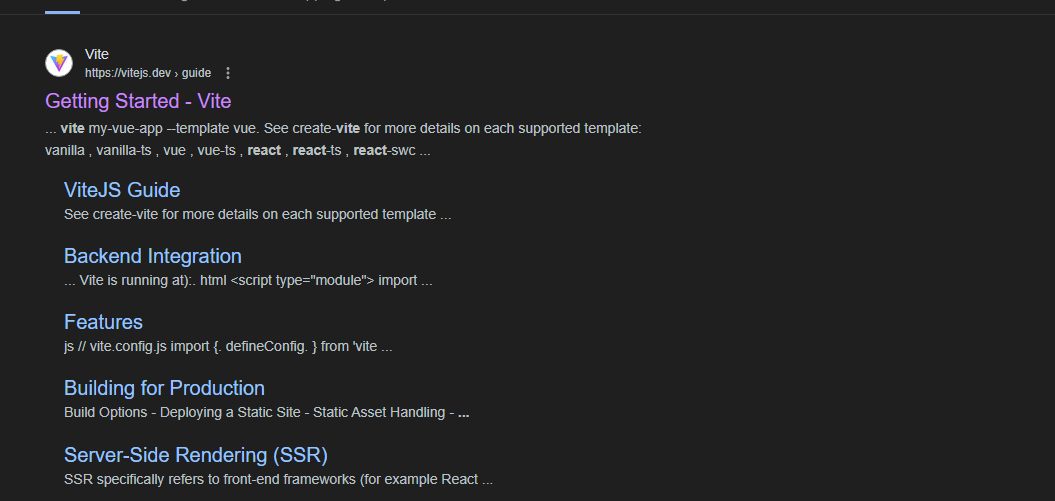 Vite
https://vitejs.dev › guide
Getting Started - Vite
... vite my-vue-app --template vue. See create-vite for more details on each supported template:
vanilla , vanilla-ts , vue , vue-ts , react , react-ts , react-swc ...
ViteJS Guide
See create-vite for more details on each supported template ...
Backend Integration
... Vite is running at):. html <script type="module"> import ...
Features
js // vite.config.js import {. defineConfig. } from 'vite ...
Building for Production
Build Options - Deploying a Static Site - Static Asset Handling - ...
Server-Side Rendering (SSR)
SSR specifically refers to front-end frameworks (for example React ...